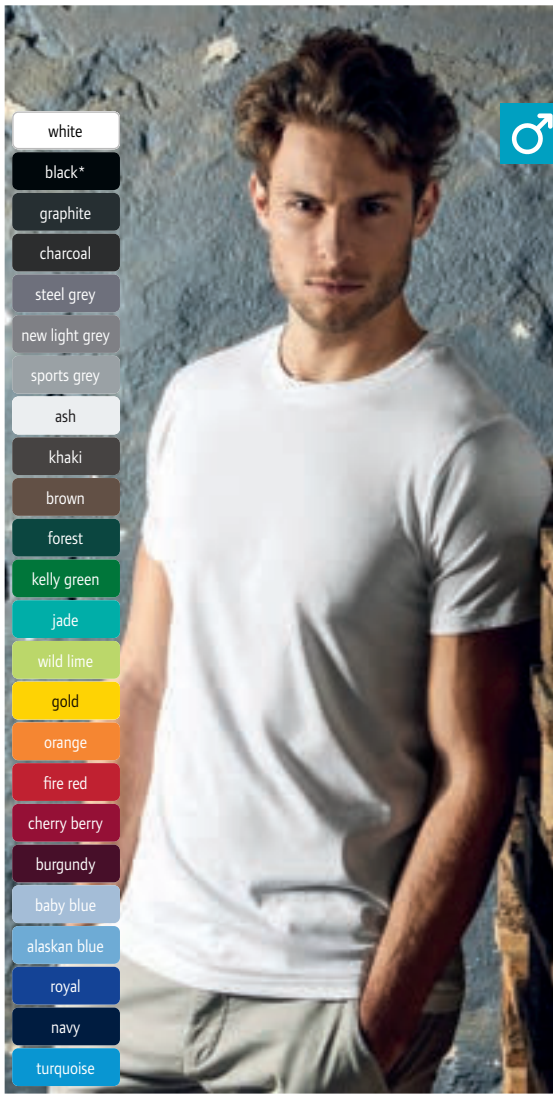 white
black*
graphite
charcoal
steel grey
new light grey
sports grey
ash
khaki
brown
forest
kelly green
jade
wild lime
gold
orange
fire red
cherry berry
burgundy
baby blue
alaskan blue
royal
navy
turquoise